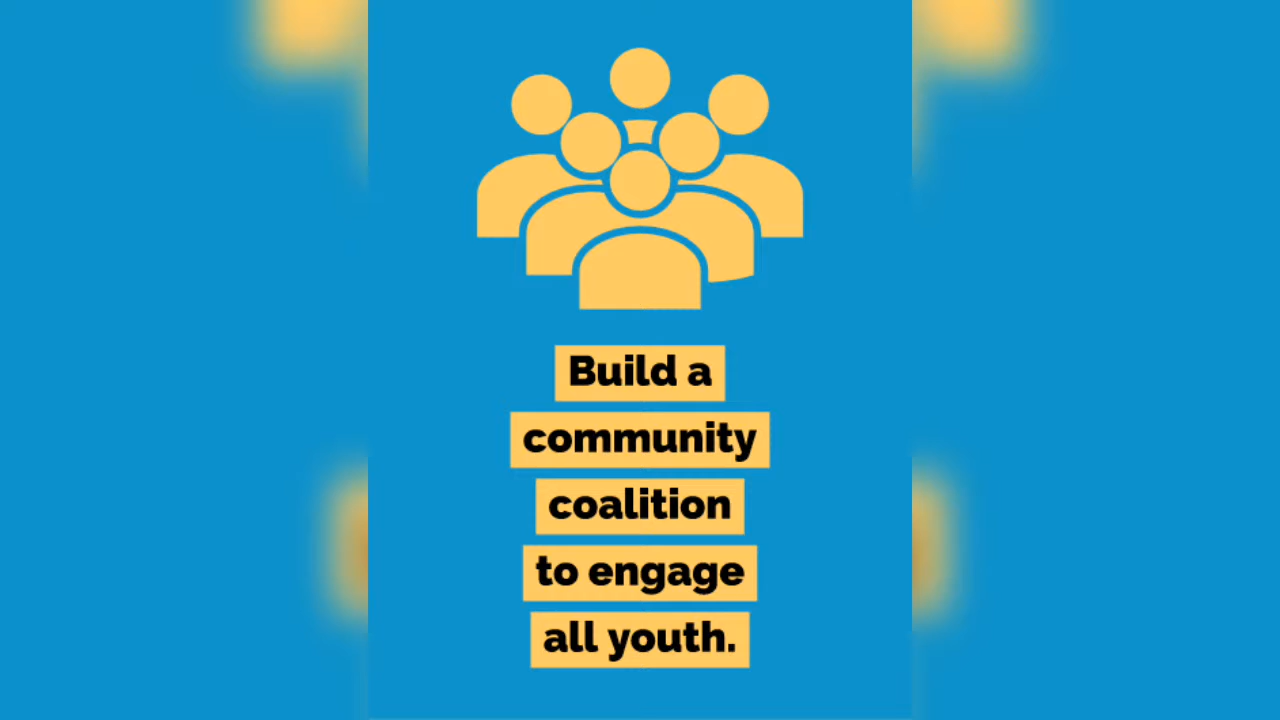 Build a
community
coalition
to engage
all youth.